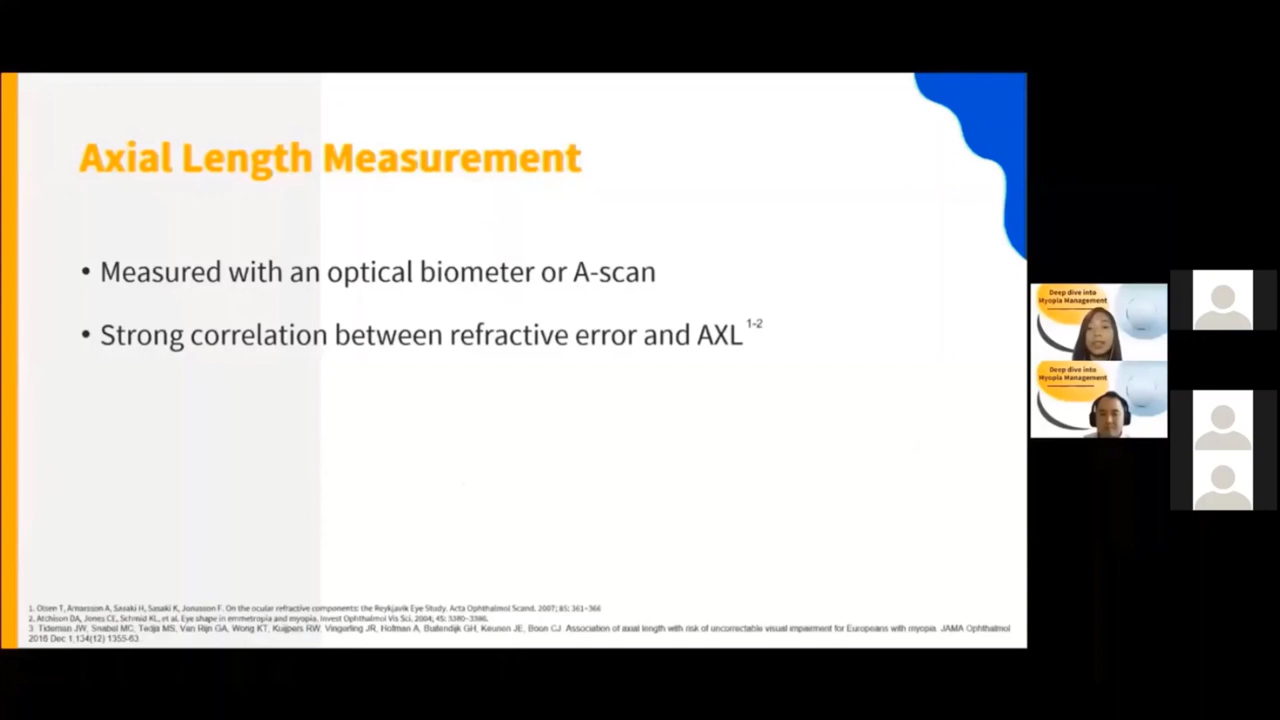 Axial Length Measurement
• Measured with an optical biometer or A-scan
• Strong correlation between refractive error and AXL 1-2
1. Olsen T, Arnarsson A, Sasaki H, Sasaki K, Jonasson F. On the ocular refractive components: the Reykjavik Eye Study. Acta Ophthalmol Scand. 2007; 85: 361-366
2. Atchison DA, Jones CE, Schmid KL, et al. Eye shape in emmetropia and myopia. Invest Ophthalmol Vis Sci. 2004; 45: 3380-3386.
3 Tideman JW, Snabel MC, Tedja MS, Van Rijn GA, Wong KT, Kuijpers RW, Vingerling JR, Hofman A, Buitendijk GH, Keunen JE, Boon CJ. Association of axial length with risk of uncorrectable visual impairment for Europeans with myopia. JAMA Ophthalmol
2016 Dec 1;134(12) 1355-63.
Deep dive into
Myopia Management
Deep dive into
Myopia Management